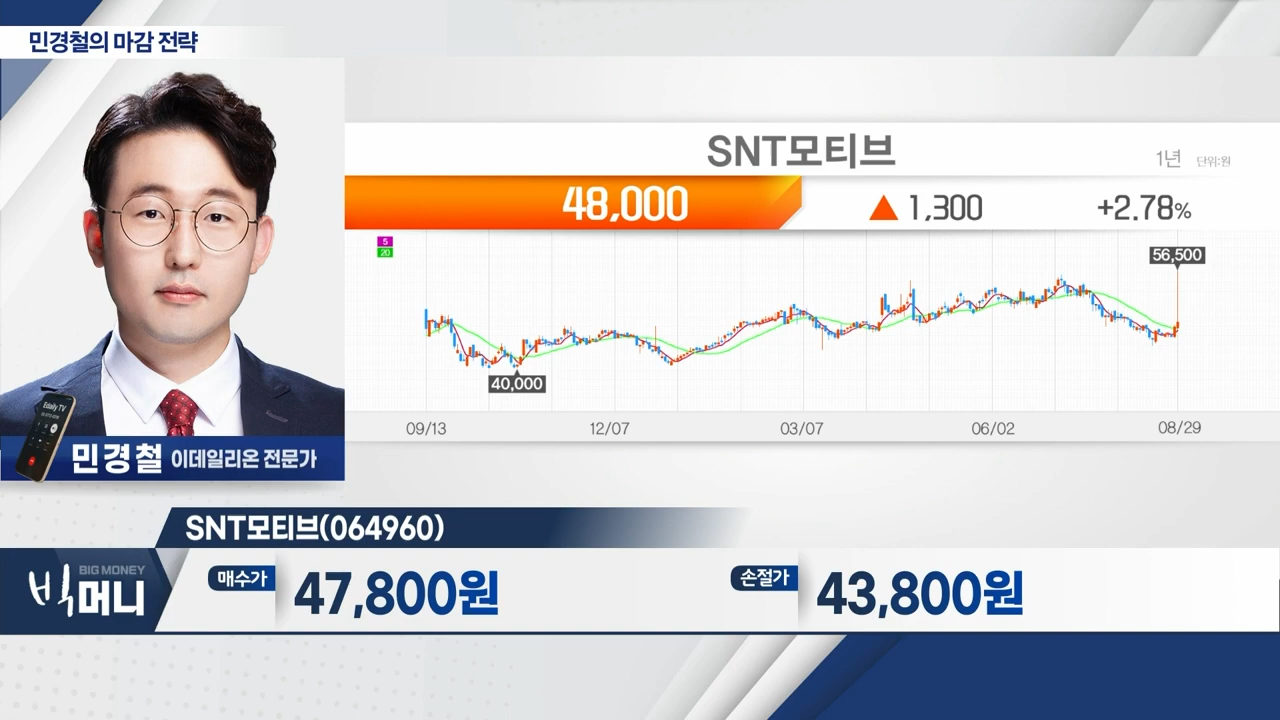 민경철의 마감 전략
SNT모티브
1년 단위:원
48,000 ▲ 1,300 +2.78%
5
20
56,500
40,000
09/13 12/07 03/07 06/02 08/29
Edaily TV
민경철 이데일리온 전문가
SNT모티브(064960)
BIG MONEY
빅머니
매수가 47,800원
손절가 43,800원